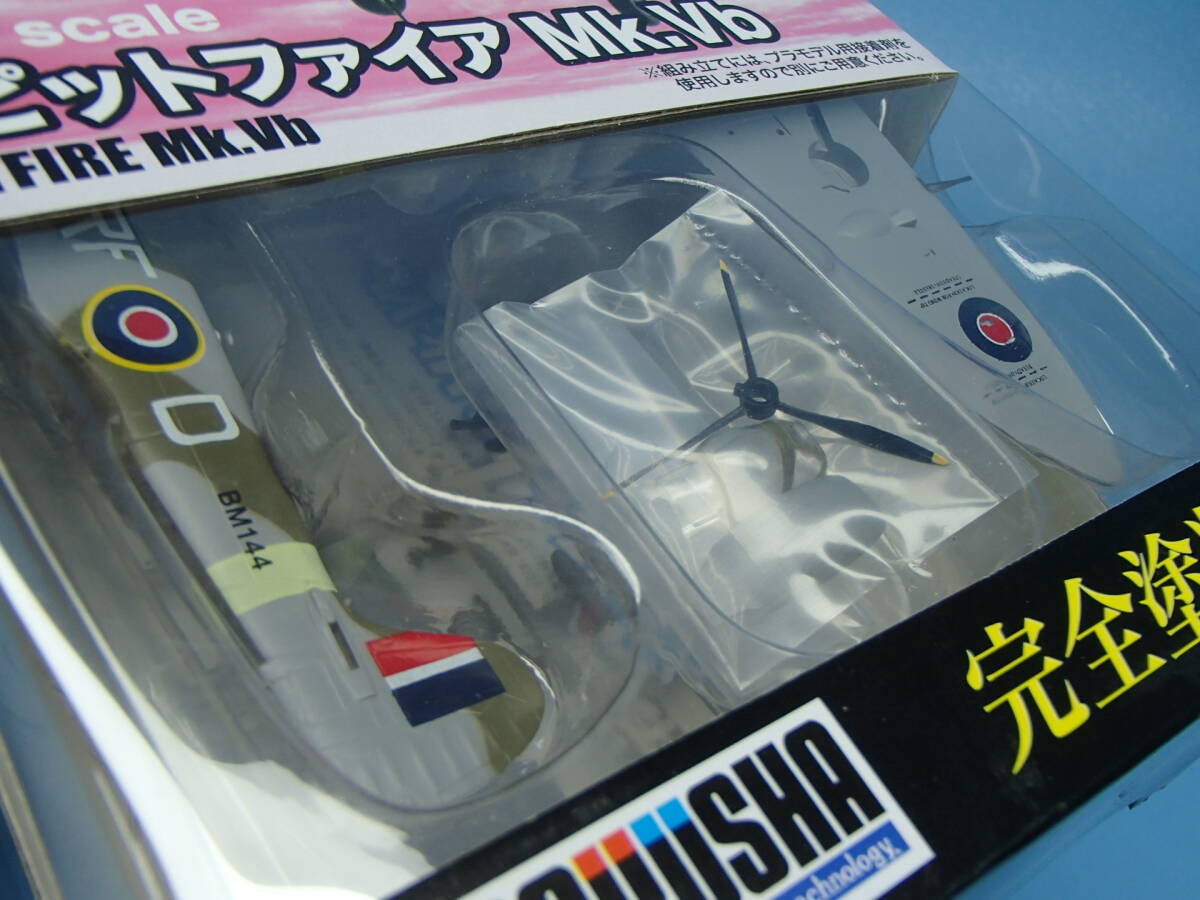 scale
ピットファイア Mk.Vb
※組み立てには、プラモデル用接着剤を
使用しますので別にご用意ください。
FIRE Mk.Vb
RF
BM144
完全塗